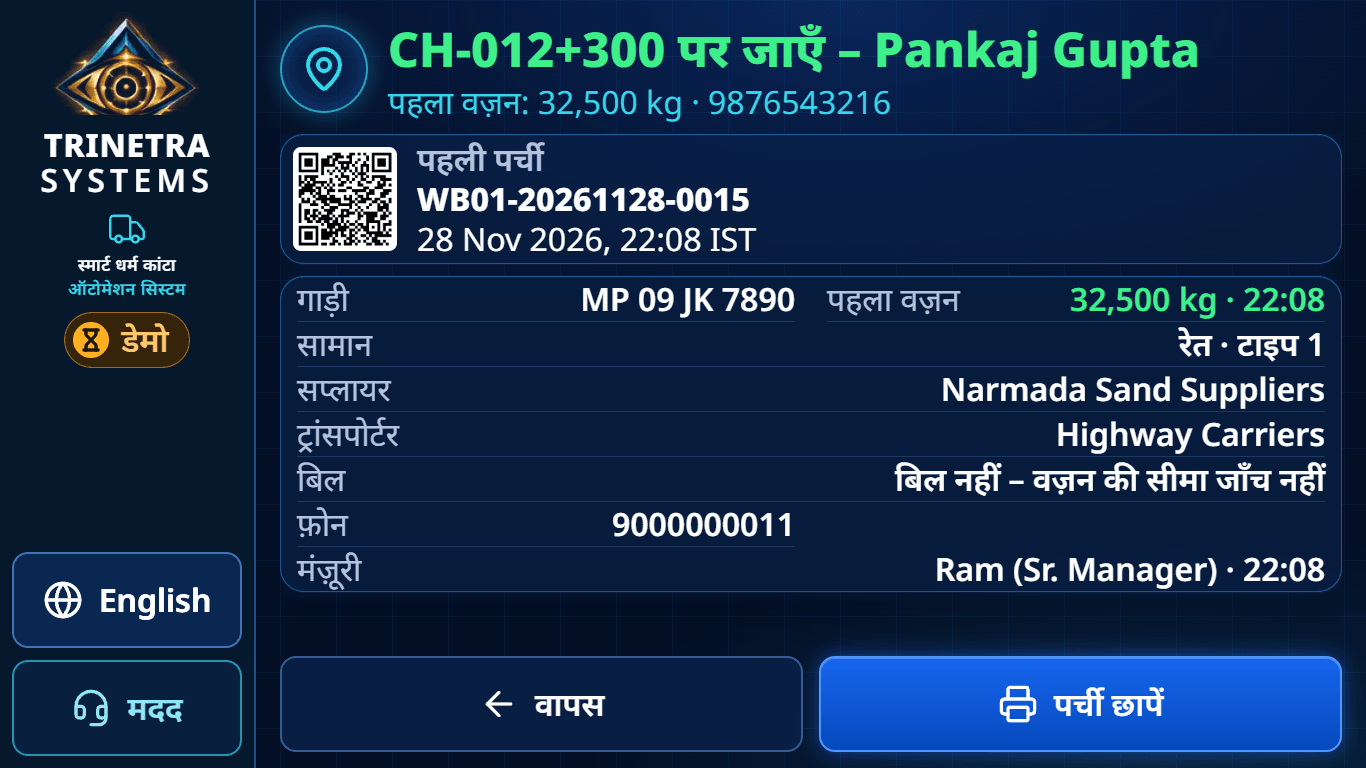 TRINETRA
SYSTEMS
स्मार्ट धर्म कांटा
ऑटोमेशन सिस्टम
डेमो
English
मदद
CH-012+300 पर जाएँ – Pankaj Gupta
पहला वज़न: 32,500 kg · 9876543216
पहली पर्ची
WB01-20261128-0015
28 Nov 2026, 22:08 IST
गाड़ी MP 09 JK 7890 पहला वज़न 32,500 kg · 22:08
सामान रेत · टाइप 1
सप्लायर Narmada Sand Suppliers
ट्रांसपोर्टर Highway Carriers
बिल बिल नहीं – वज़न की सीमा जाँच नहीं
फ़ोन 9000000011
मंज़ूरी Ram (Sr. Manager) · 22:08
वापस
पर्ची छापें